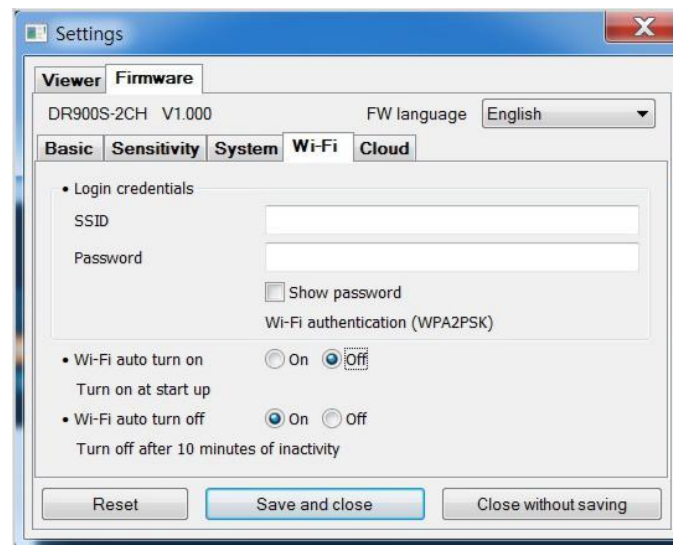 Settings
Viewer Firmware
DR900S-2CH V1.000 FW language English
Basic Sensitivity System Wi-Fi Cloud
• Login credentials
SSID
Password
Show password
Wi-Fi authentication (WPA2PSK)
• Wi-Fi auto turn on On Off
Turn on at start up
• Wi-Fi auto turn off On Off
Turn off after 10 minutes of inactivity
Reset Save and close Close without saving